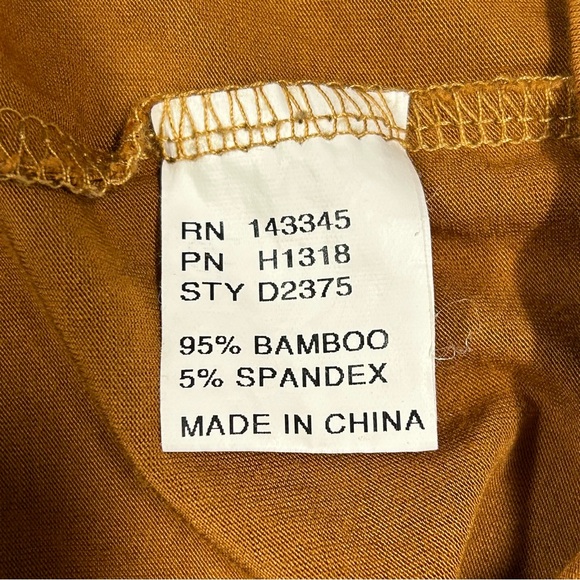 RN 143345
PN H1318
STY D2375
95% BAMBOO
5% SPANDEX
MADE IN CHINA